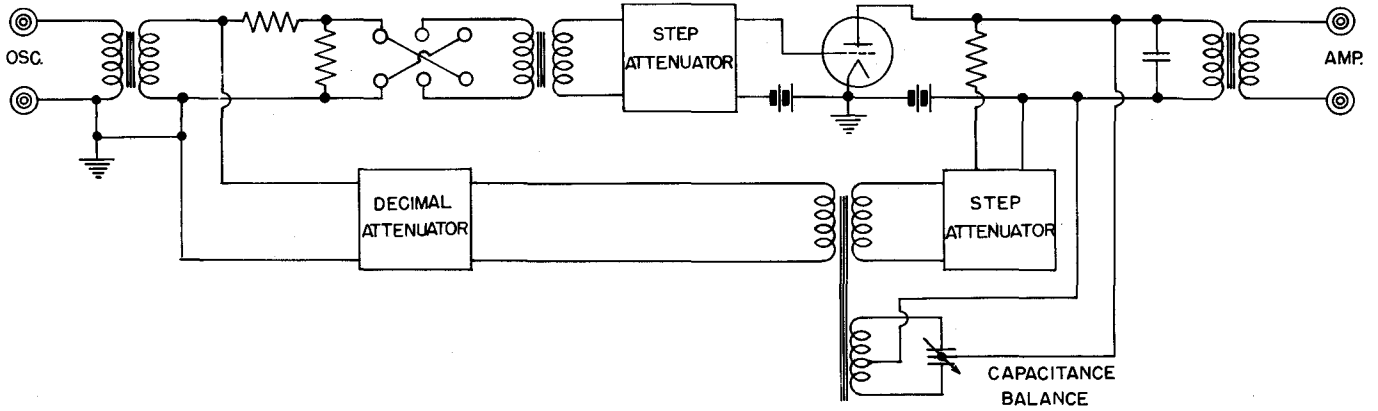 OSC.
STEP
ATTENUATOR
AMP.
DECIMAL
ATTENUATOR
STEP
ATTENUATOR
CAPACITANCE
BALANCE